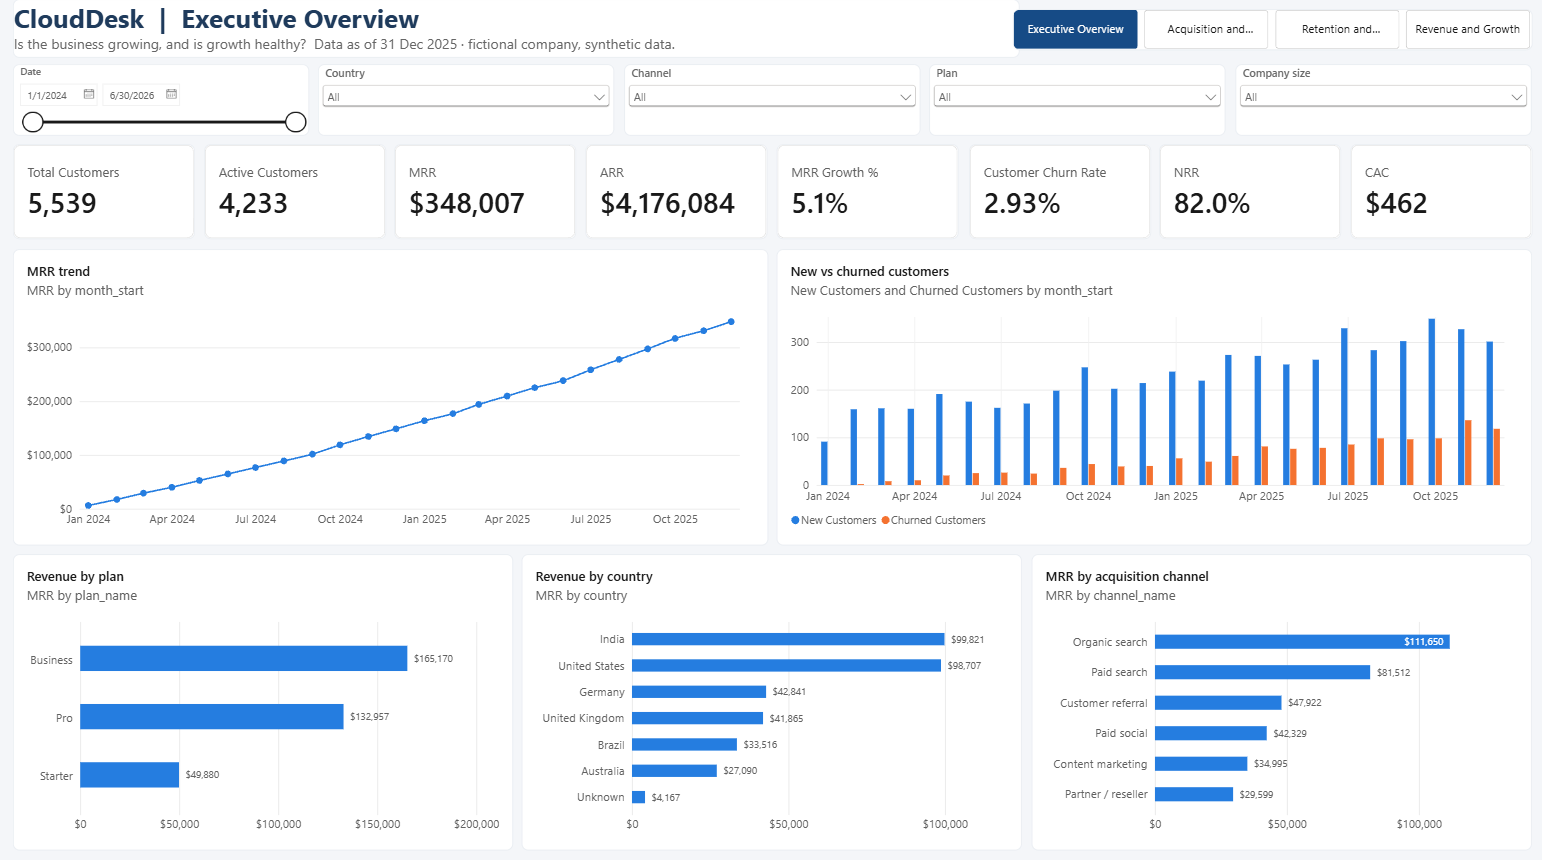 CloudDesk | Executive Overview
Is the business growing, and is growth healthy? Data as of 31 Dec 2025 · fictional company, synthetic data.
Executive Overview
Acquisition and...
Retention and...
Revenue and Growth
Date
1/1/2024
6/30/2026
Country
All
Channel
All
Plan
All
Company size
All
Total Customers
5,539
Active Customers
4,233
MRR
$348,007
ARR
$4,176,084
MRR Growth %
5.1%
Customer Churn Rate
2.93%
NRR
82.0%
CAC
$462
MRR trend
MRR by month_start
$300,000
$200,000
$100,000
$0
Jan 2024 Apr 2024 Jul 2024 Oct 2024 Jan 2025 Apr 2025 Jul 2025 Oct 2025
New vs churned customers
New Customers and Churned Customers by month_start
300
200
100
0
Jan 2024 Apr 2024 Jul 2024 Oct 2024 Jan 2025 Apr 2025 Jul 2025 Oct 2025
New Customers Churned Customers
Revenue by plan
MRR by plan_name
Business $165,170
Pro $132,957
Starter $49,880
$0 $50,000 $100,000 $150,000 $200,000
Revenue by country
MRR by country
India $99,821
United States $98,707
Germany $42,841
United Kingdom $41,865
Brazil $33,516
Australia $27,090
Unknown $4,167
$0 $50,000 $100,000
MRR by acquisition channel
MRR by channel_name
Organic search $111,650
Paid search $81,512
Customer referral $47,922
Paid social $42,329
Content marketing $34,995
Partner / reseller $29,599
$0 $50,000 $100,000